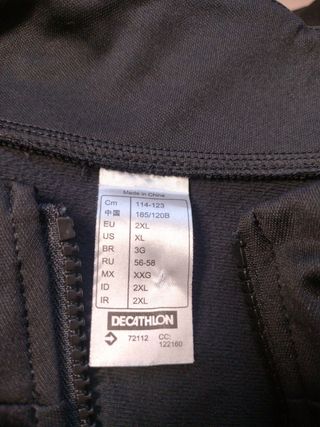 Made in China
Cm 114-123
中国 185/120B
EU 2XL
US XL
BR 3G
RU 56-58
MX XXG
ID 2XL
IR 2XL
DECATHLON
72112 CC:
122160